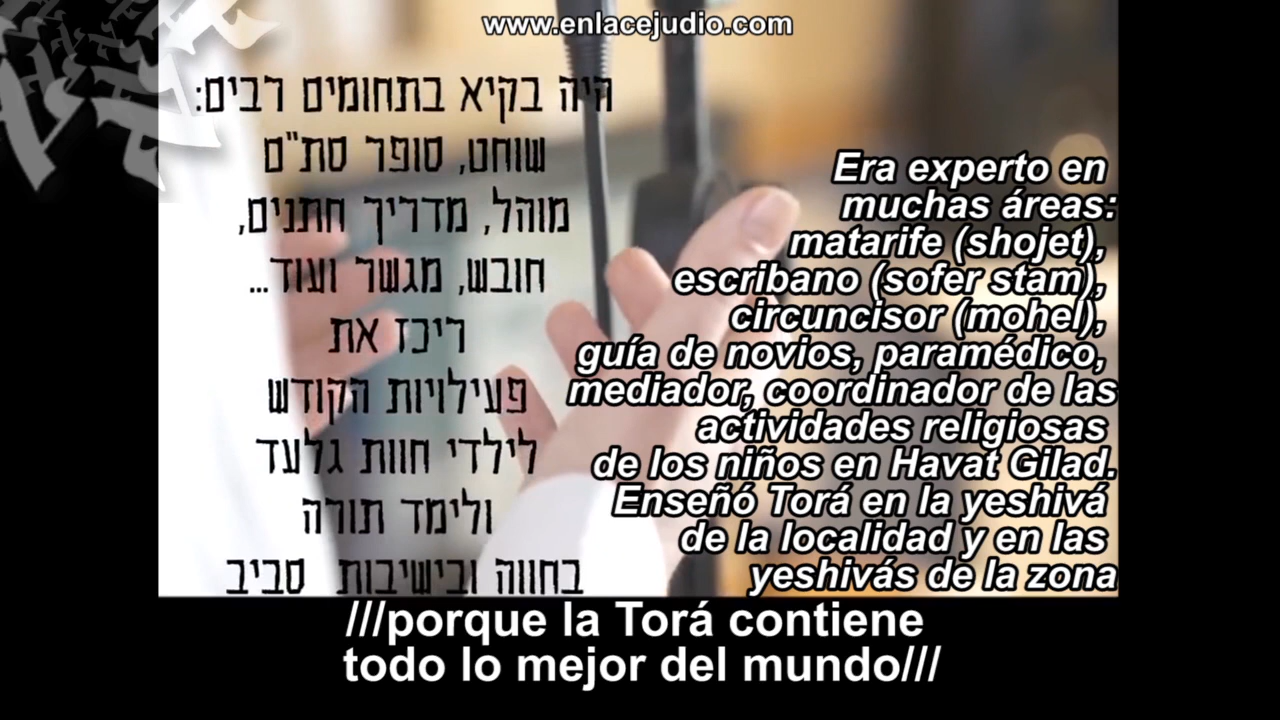 www.enlacejudio.com
היה בקיא בתחומים רבים:
שוחט, סופר סת"ם
מוהל, מדריך חתנים,
חובש, מגשר ועוד...
ריכז את
פעילויות הקודש
לילדי חוות גלעד
ולימד תורה
בחווה ובישיבות סביב
Era experto en
muchas áreas:
matarife (shojet),
escribano (sofer stam),
circuncisor (mohel),
guía de novios, paramédico,
mediador, coordinador de las
actividades religiosas
de los niños en Havat Gilad.
Enseñó Torá en la yeshivá
de la localidad y en las
yeshivás de la zona
///porque la Torá contiene
todo lo mejor del mundo///